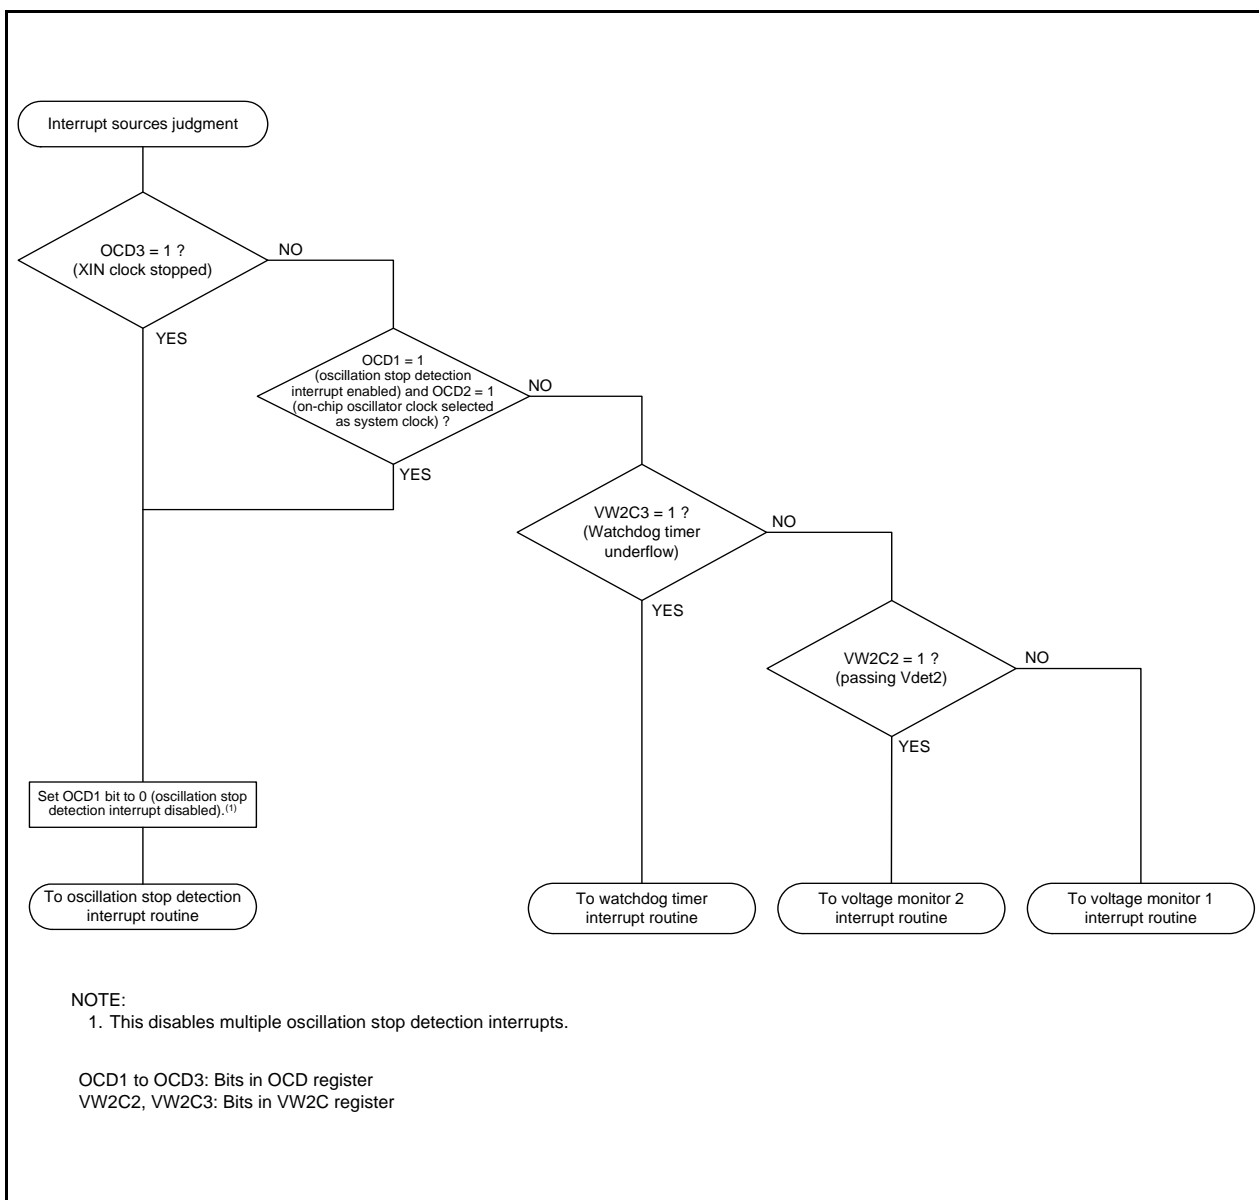 Interrupt sources judgment
OCD3 = 1 ?
(XIN clock stopped)
NO
YES
OCD1 = 1
(oscillation stop detection
interrupt enabled) and OCD2 = 1
(on-chip oscillator clock selected
as system clock) ?
NO
YES
VW2C3 = 1 ?
(Watchdog timer
underflow)
NO
YES
VW2C2 = 1 ?
(passing Vdet2)
NO
YES
Set OCD1 bit to 0 (oscillation stop
detection interrupt disabled).(1)
To oscillation stop detection
interrupt routine
To watchdog timer
interrupt routine
To voltage monitor 2
interrupt routine
To voltage monitor 1
interrupt routine
NOTE:
1. This disables multiple oscillation stop detection interrupts.
OCD1 to OCD3: Bits in OCD register
VW2C2, VW2C3: Bits in VW2C register